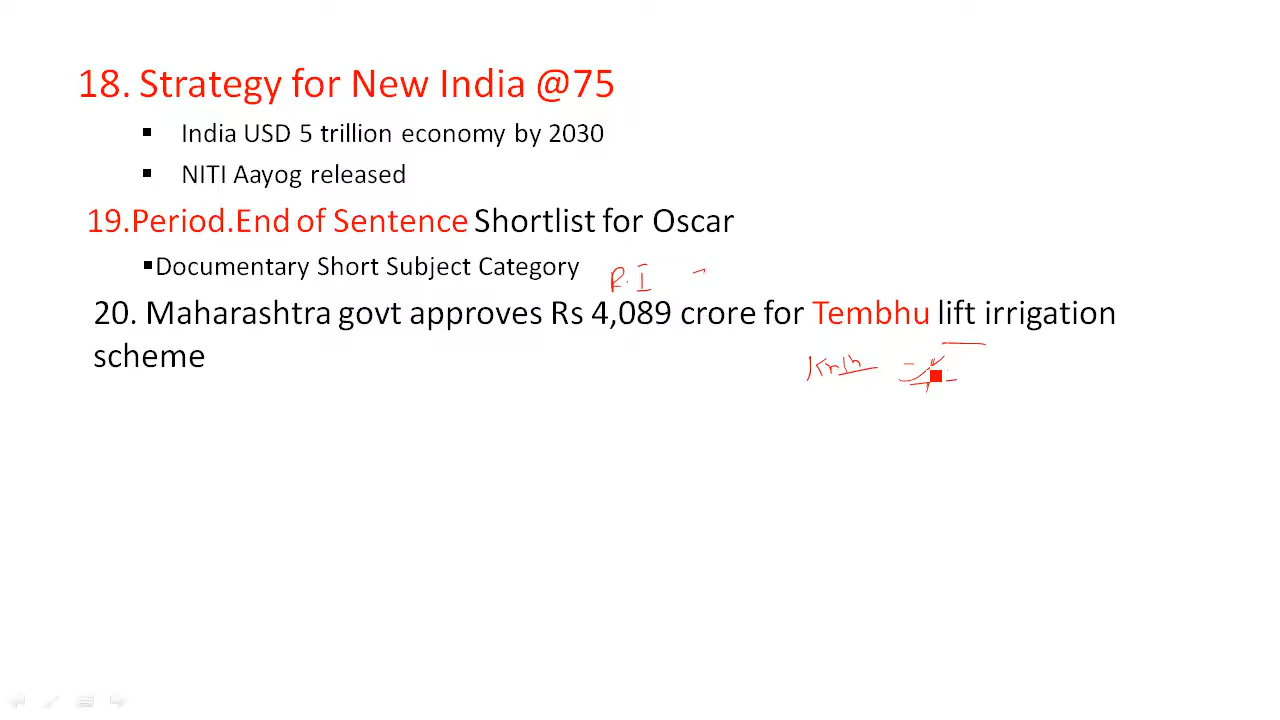 18. Strategy for New India @75
▪ India USD 5 trillion economy by 2030
▪ NITI Aayog released
19.Period.End of Sentence Shortlist for Oscar
▪Documentary Short Subject Category
R.I
20. Maharashtra govt approves Rs 4,089 crore for Tembhu lift irrigation
scheme